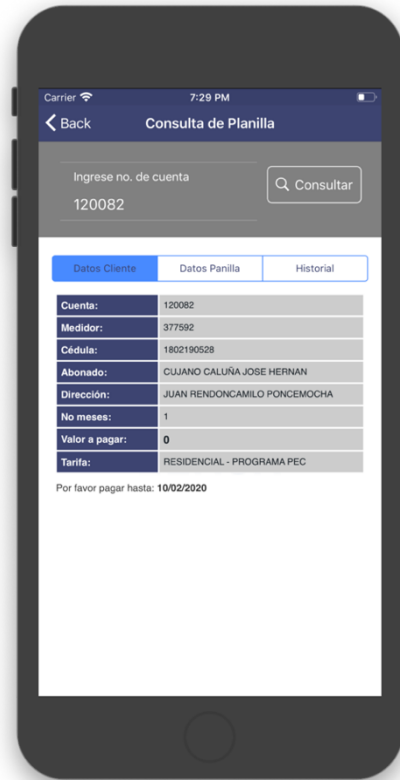 Carrier 7:29 PM
Back Consulta de Planilla
Ingrese no. de cuenta
120082
Consultar
Datos Cliente Datos Panilla Historial
Cuenta: 120082
Medidor: 377592
Cédula: 1802190528
Abonado: CUJANO CALUÑA JOSE HERNAN
Dirección: JUAN RENDONCAMILO PONCEMOCHA
No meses: 1
Valor a pagar: 0
Tarifa: RESIDENCIAL - PROGRAMA PEC
Por favor pagar hasta: 10/02/2020